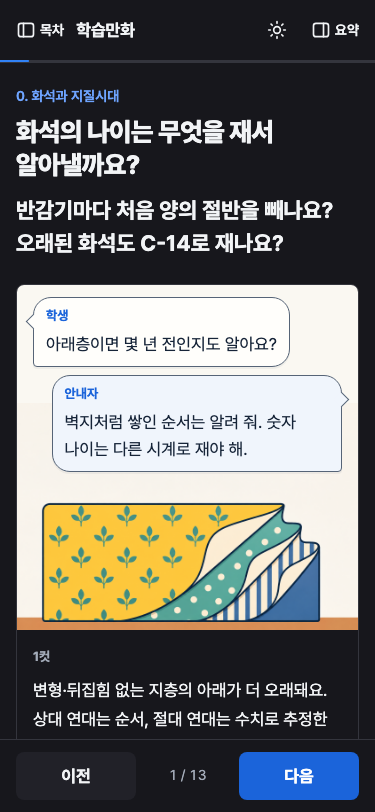 목차 학습만화 요약
0. 화석과 지질시대
화석의 나이는 무엇을 재서
알아낼까요?
반감기마다 처음 양의 절반을 빼나요?
오래된 화석도 C-14로 재나요?
학생
아래층이면 몇 년 전인지도 알아요?
안내자
벽지처럼 쌓인 순서는 알려 줘. 숫자
나이는 다른 시계로 재야 해.
1컷
변형·뒤집힘 없는 지층의 아래가 더 오래돼요.
상대 연대는 순서, 절대 연대는 수치로 추정한
이전 1 / 13 다음